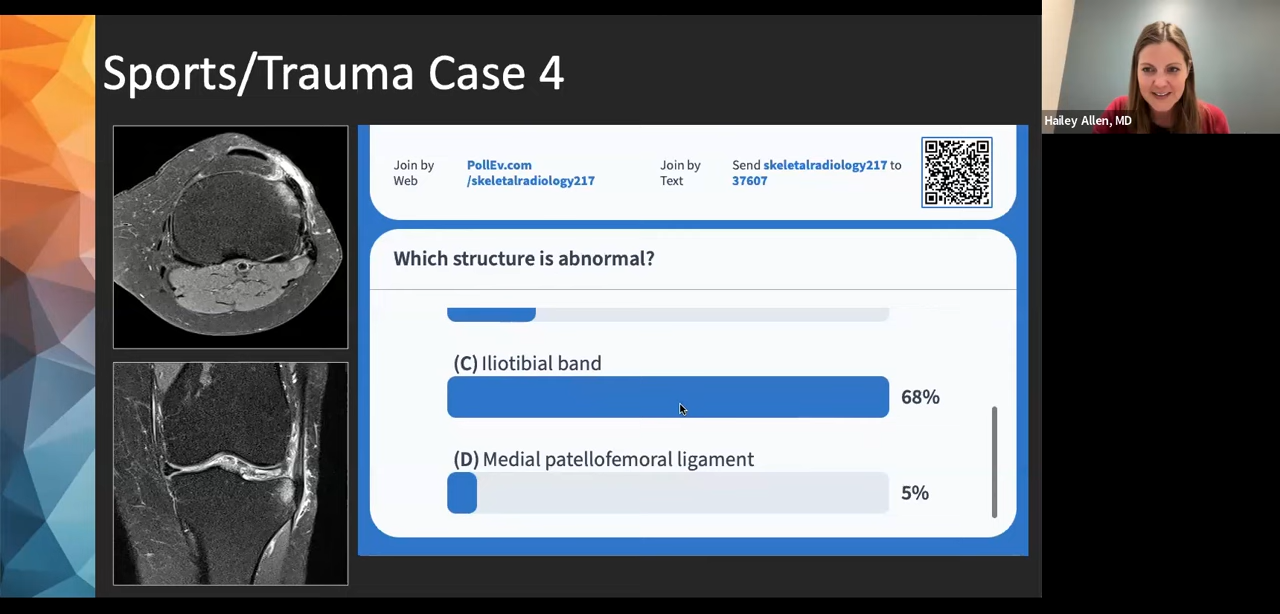 Sports/Trauma Case 4
Hailey Allen, MD
Join by
Web
PollEv.com
/skeletalradiology217
Join by
Text
Send skeletalradiology217 to
37607
Which structure is abnormal?
(C) Iliotibial band
68%
(D) Medial patellofemoral ligament
5%